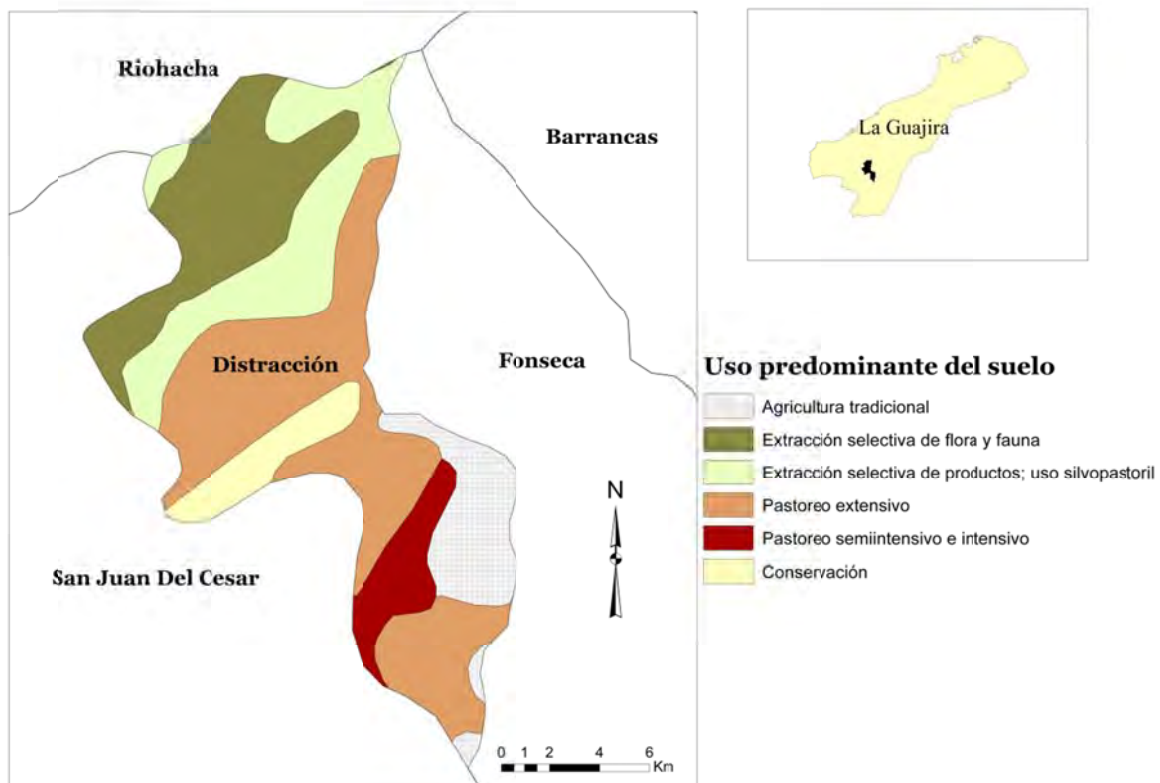 Riohacha
Barrancas
La Guajira
Distracción
Fonseca
San Juan Del Cesar
Uso predominante del suelo
Agricultura tradicional
Extracción selectiva de flora y fauna
Extracción selectiva de productos; uso silvopastoril
Pastoreo extensivo
Pastoreo semiintensivo e intensivo
Conservación
N
0 1 2 4 6
Km